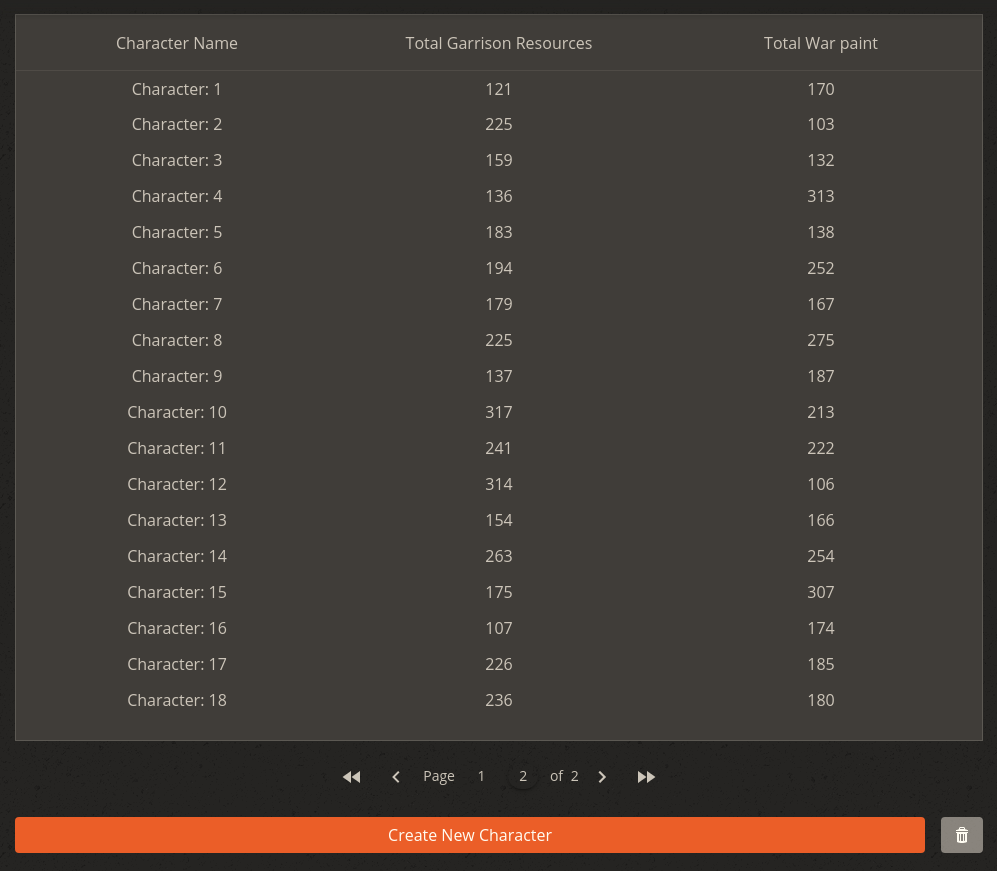 Character Name Total Garrison Resources Total War paint
Character: 1 121 170
Character: 2 225 103
Character: 3 159 132
Character: 4 136 313
Character: 5 183 138
Character: 6 194 252
Character: 7 179 167
Character: 8 225 275
Character: 9 137 187
Character: 10 317 213
Character: 11 241 222
Character: 12 314 106
Character: 13 154 166
Character: 14 263 254
Character: 15 175 307
Character: 16 107 174
Character: 17 226 185
Character: 18 236 180
Page 1 2 of 2
Create New Character